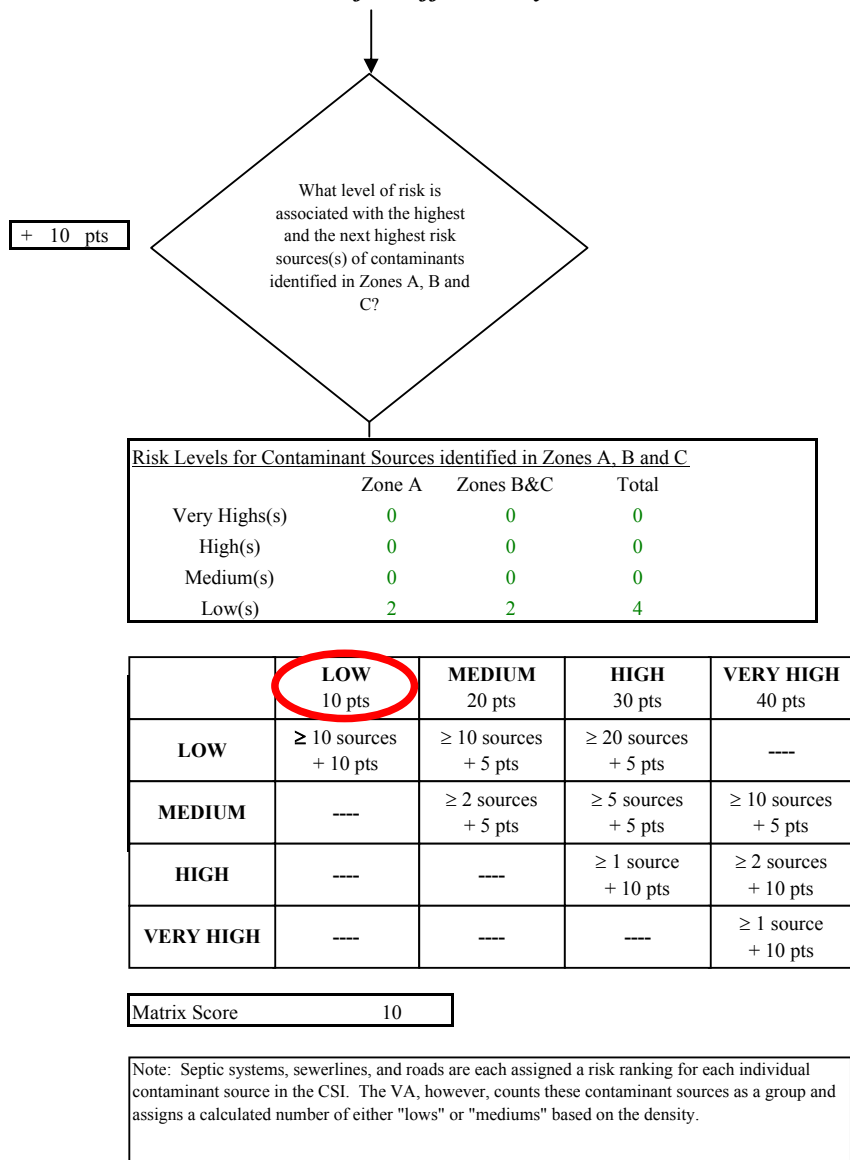 What level of risk is
associated with the highest
and the next highest risk
sources(s) of contaminants
identified in Zones A, B and
C?
+ 10 pts
Risk Levels for Contaminant Sources identified in Zones A, B and C
Zone A Zones B&C Total
Very Highs(s) 0 0 0
High(s) 0 0 0
Medium(s) 0 0 0
Low(s) 2 2 4
LOW MEDIUM HIGH VERY HIGH
10 pts 20 pts 30 pts 40 pts
LOW ≥ 10 sources + 10 pts ≥ 10 sources + 5 pts ≥ 20 sources + 5 pts ----
MEDIUM ---- ≥ 2 sources + 5 pts ≥ 5 sources + 5 pts ≥ 10 sources + 5 pts
HIGH ---- ---- ≥ 1 source + 10 pts ≥ 2 sources + 10 pts
VERY HIGH ---- ---- ---- ≥ 1 source + 10 pts
Matrix Score 10
Note: Septic systems, sewerlines, and roads are each assigned a risk ranking for each individual
contaminant source in the CSI. The VA, however, counts these contaminant sources as a group and
assigns a calculated number of either "lows" or "mediums" based on the density.